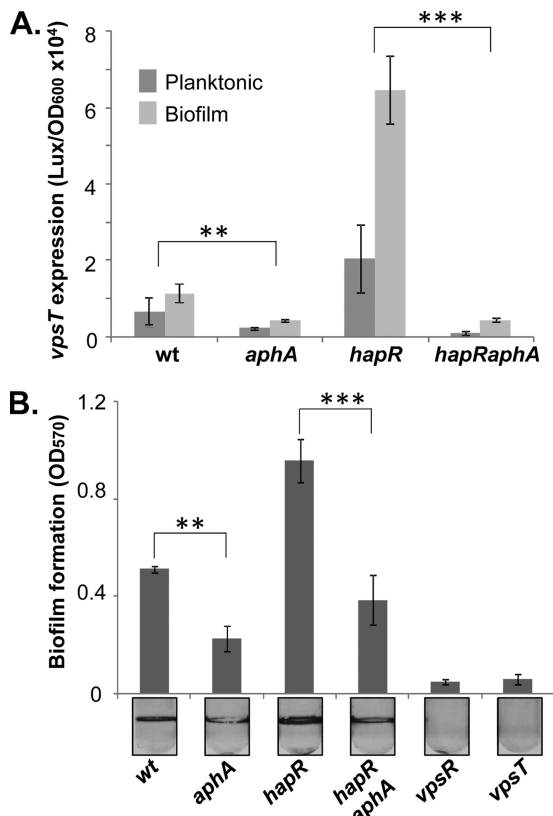 A.
vpsT expression (Lux/OD600 x10⁴)
8
6
4
2
0
Planktonic
Biofilm
**
***
wt
aphA
hapR
hapRaphA
B.
Biofilm formation (OD570)
1.2
0.8
0.4
0
**
***
wt
aphA
hapR
hapR
aphA
vpsR
vpsT